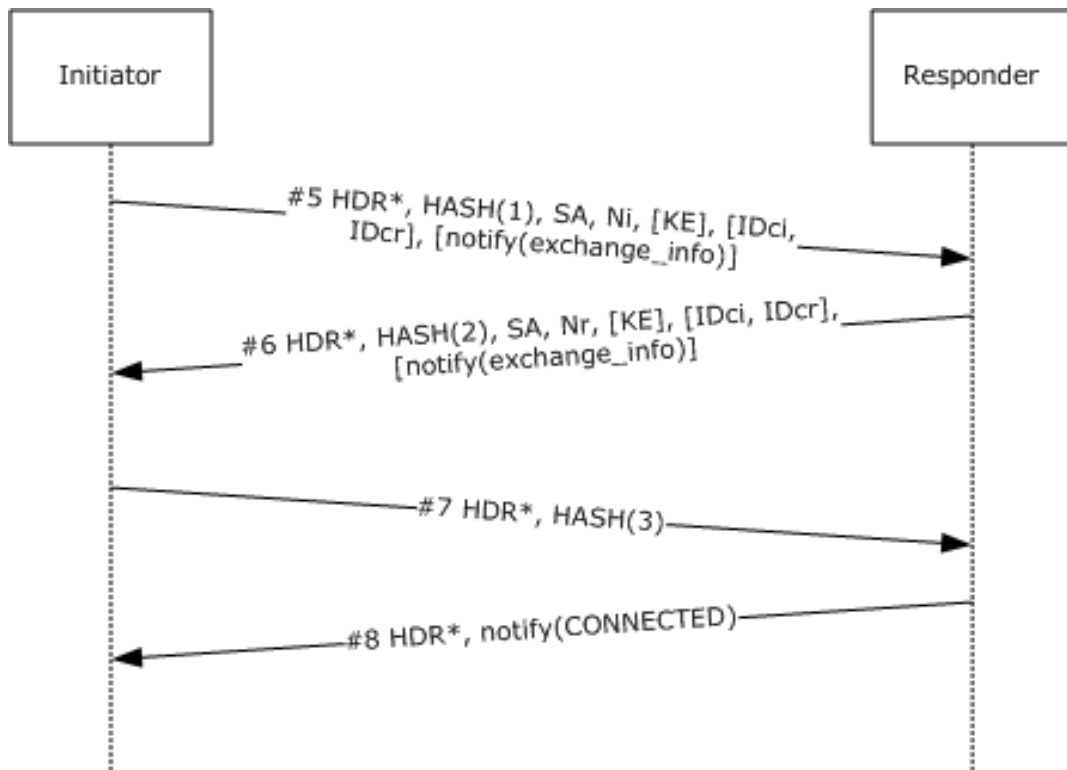 Initiator
Responder
#5 HDR*, HASH(1), SA, Ni, [KE], [IDci,
IDcr], [notify(exchange_info)]
#6 HDR*, HASH(2), SA, Nr, [KE], [IDci, IDcr],
[notify(exchange_info)]
#7 HDR*, HASH(3)
#8 HDR*, notify(CONNECTED)